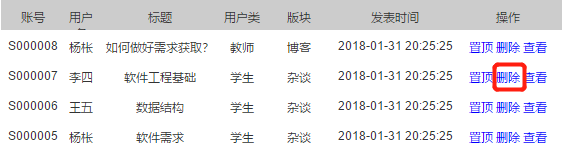 账号 用户 标题 用户类 版块 发表时间 操作
S000008 杨枨 如何做好需求获取? 教师 博客 2018-01-31 20:25:25 置顶 删除 查看
S000007 李四 软件工程基础 学生 杂谈 2018-01-31 20:25:25 置顶 删除 查看
S000006 王五 数据结构 学生 杂谈 2018-01-31 20:25:25 置顶 删除 查看
S000005 杨枨 软件需求 学生 杂谈 2018-01-31 20:25:25 置顶 删除 查看